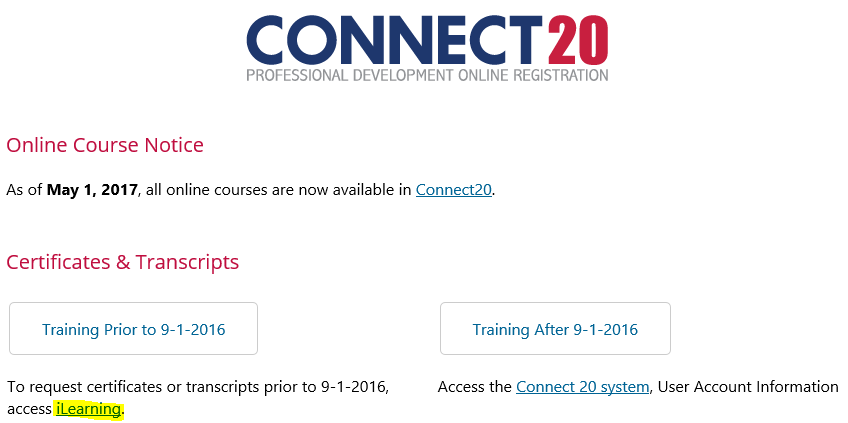 CONNECT20
PROFESSIONAL DEVELOPMENT ONLINE REGISTRATION
Online Course Notice
As of May 1, 2017, all online courses are now available in Connect20.
Certificates & Transcripts
Training Prior to 9-1-2016
To request certificates or transcripts prior to 9-1-2016,
access iLearning.
Training After 9-1-2016
Access the Connect 20 system, User Account Information